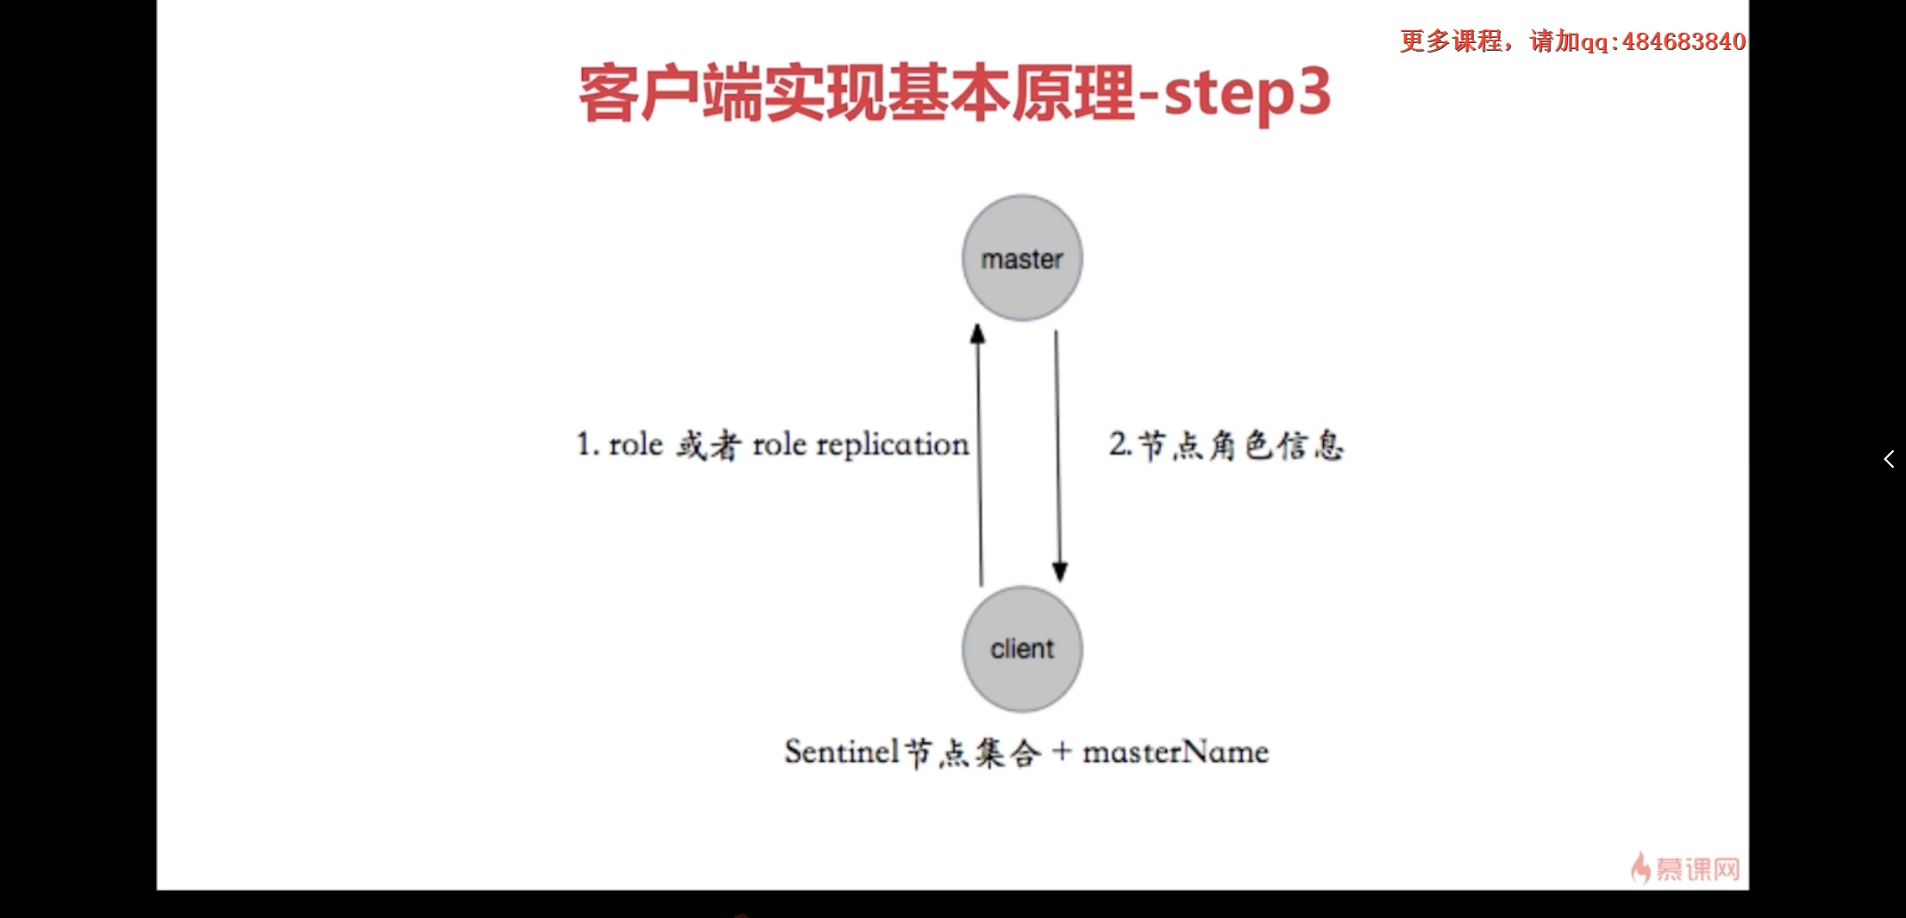 更多课程，请加qq:484683840
客户端实现基本原理-step3
master
1. role 或者 role replication
2.节点角色信息
client
Sentinel节点集合 + masterName
慕课网